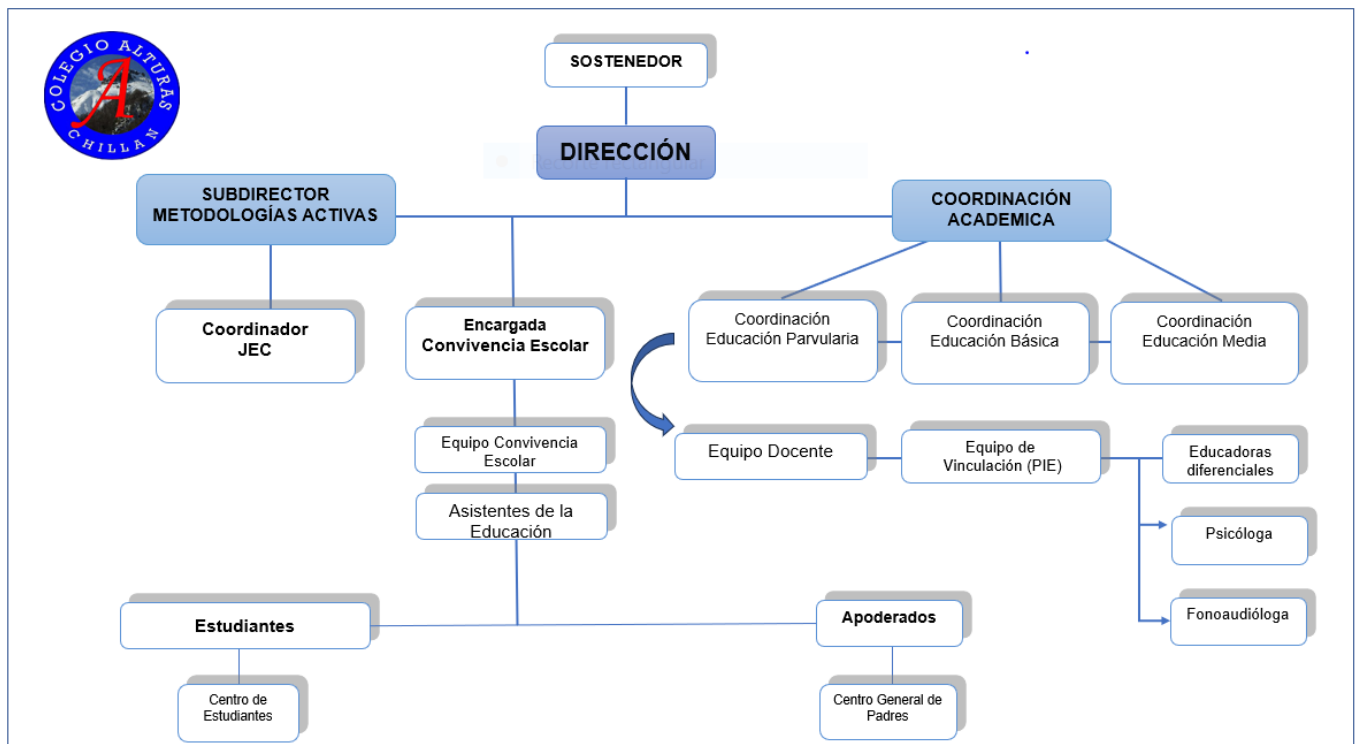 COLEGIO ALTURAS
CHILLAN
A
SOSTENEDOR
DIRECCIÓN
SUBDIRECTOR
METODOLOGÍAS ACTIVAS
COORDINACIÓN
ACADEMICA
Coordinador
JEC
Encargada
Convivencia Escolar
Coordinación
Educación Parvularia
Coordinación
Educación Básica
Coordinación
Educación Media
Equipo Convivencia
Escolar
Equipo Docente
Equipo de
Vinculación (PIE)
Educadoras
diferenciales
Asistentes de la
Educación
Psicóloga
Fonoaudióloga
Estudiantes
Apoderados
Centro de
Estudiantes
Centro General de
Padres